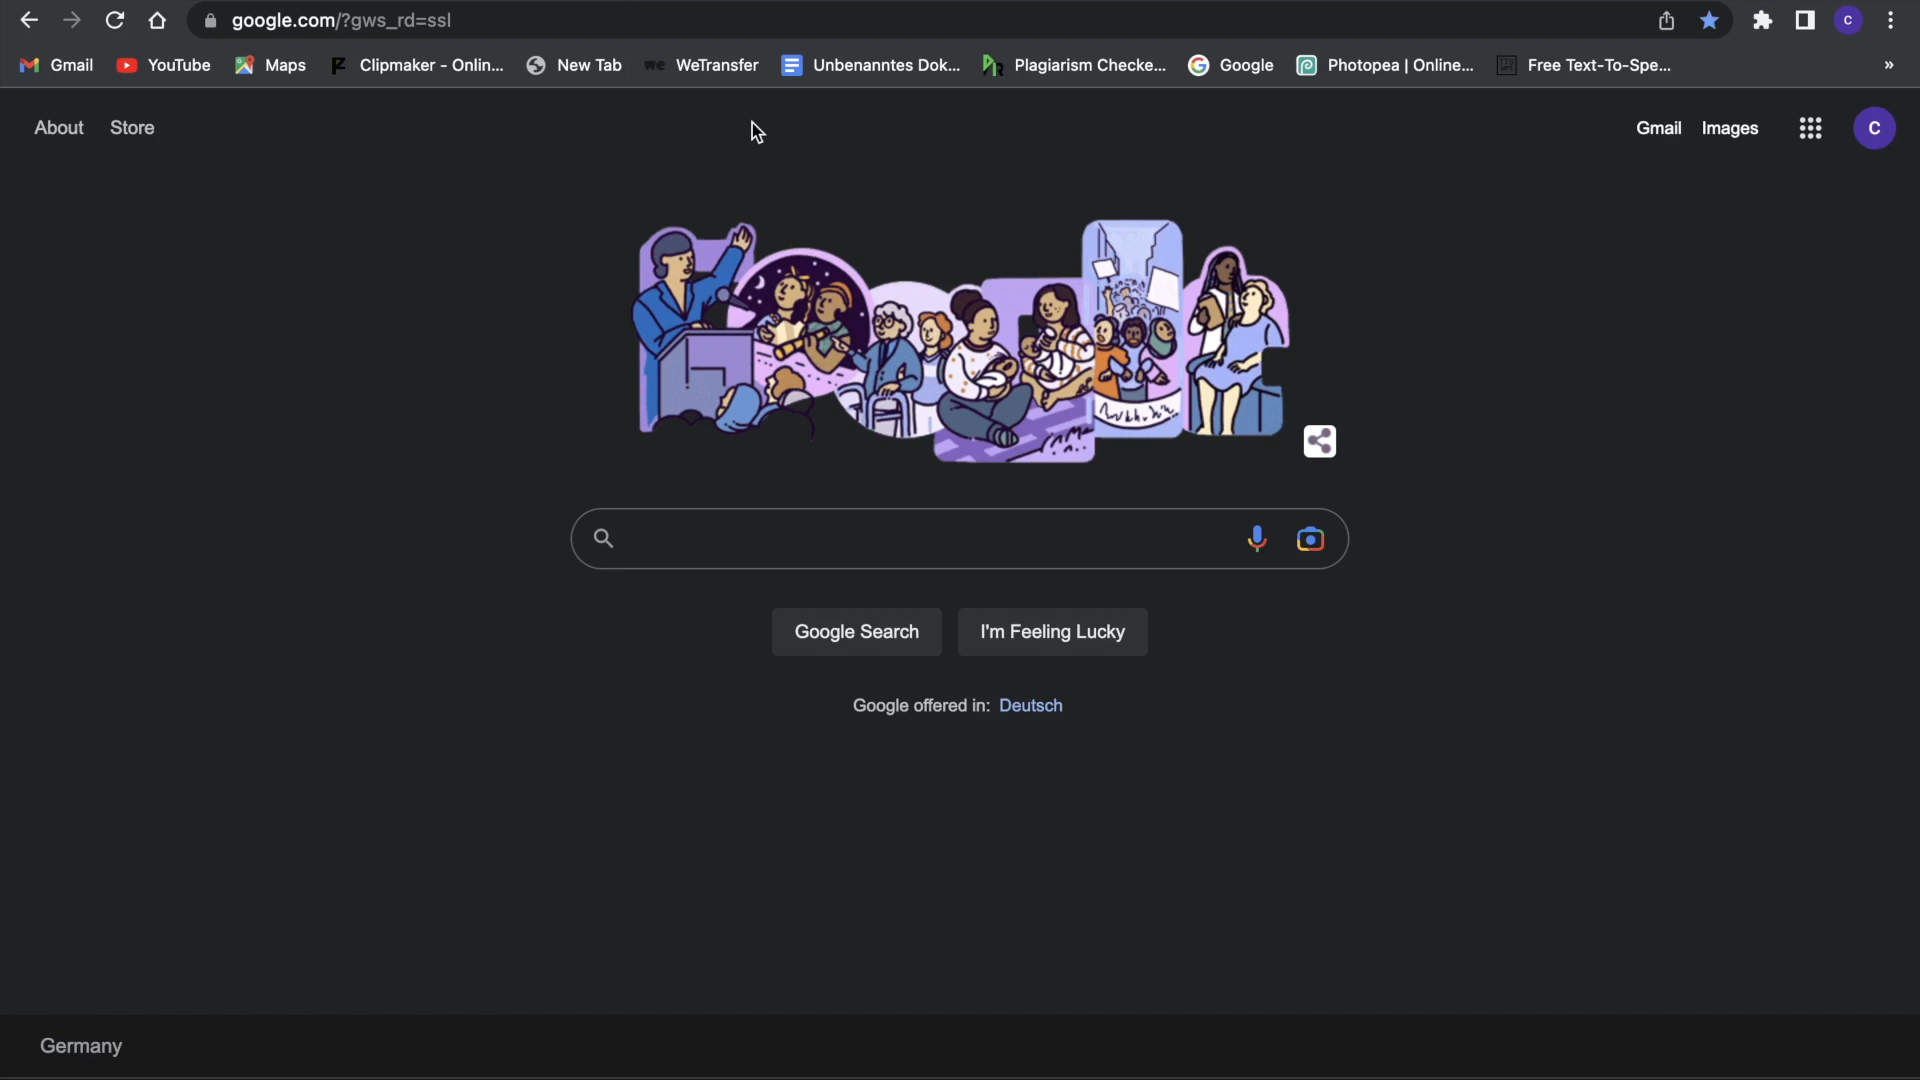 google.com/?gws_rd=ssl
C
Gmail YouTube Maps Clipmaker - Onlin... New Tab we WeTransfer Unbenanntes Dok... Plagiarism Checke... Google Photopea | Online... Free Text-To-Spe... »
About Store Gmail Images C
Google Search I'm Feeling Lucky
Google offered in: Deutsch
Germany